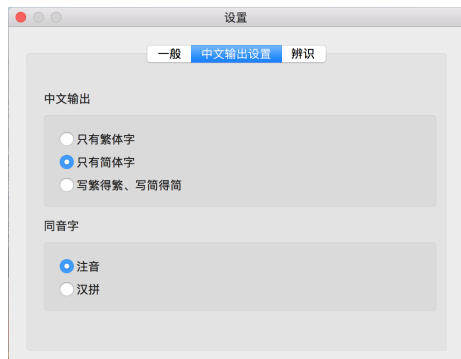 设置
一般 中文输出设置 辨识
中文输出
只有繁体字
只有简体字
写繁得繁、写简得简
同音字
注音
汉拼